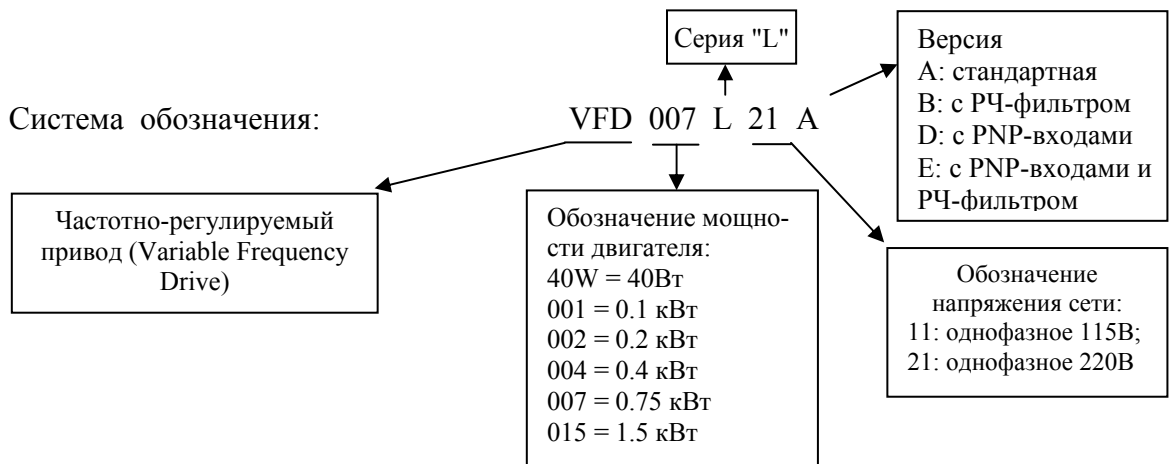 Серия "L"
Версия
A: стандартная
B: с РЧ-фильтром
D: с PNP-входами
E: с PNP-входами и
РЧ-фильтром
Система обозначения:
VFD 007 L 21 A
Частотно-регулируемый
привод (Variable Frequency
Drive)
Обозначение мощно-
сти двигателя:
40W = 40Вт
001 = 0.1 кВт
002 = 0.2 кВт
004 = 0.4 кВт
007 = 0.75 кВт
015 = 1.5 кВт
Обозначение
напряжения сети:
11: однофазное 115В;
21: однофазное 220В